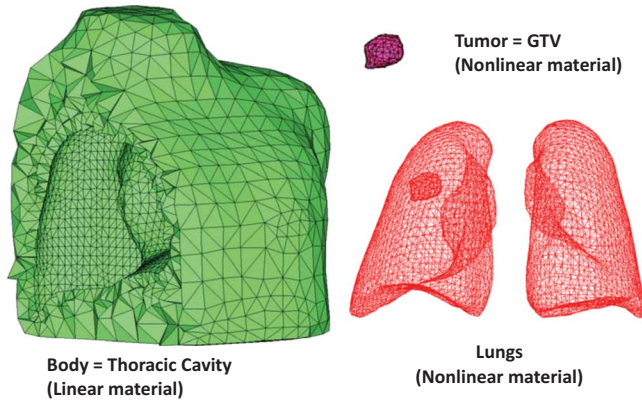 Tumor = GTV
(Nonlinear material)
Body = Thoracic Cavity
(Linear material)
Lungs
(Nonlinear material)